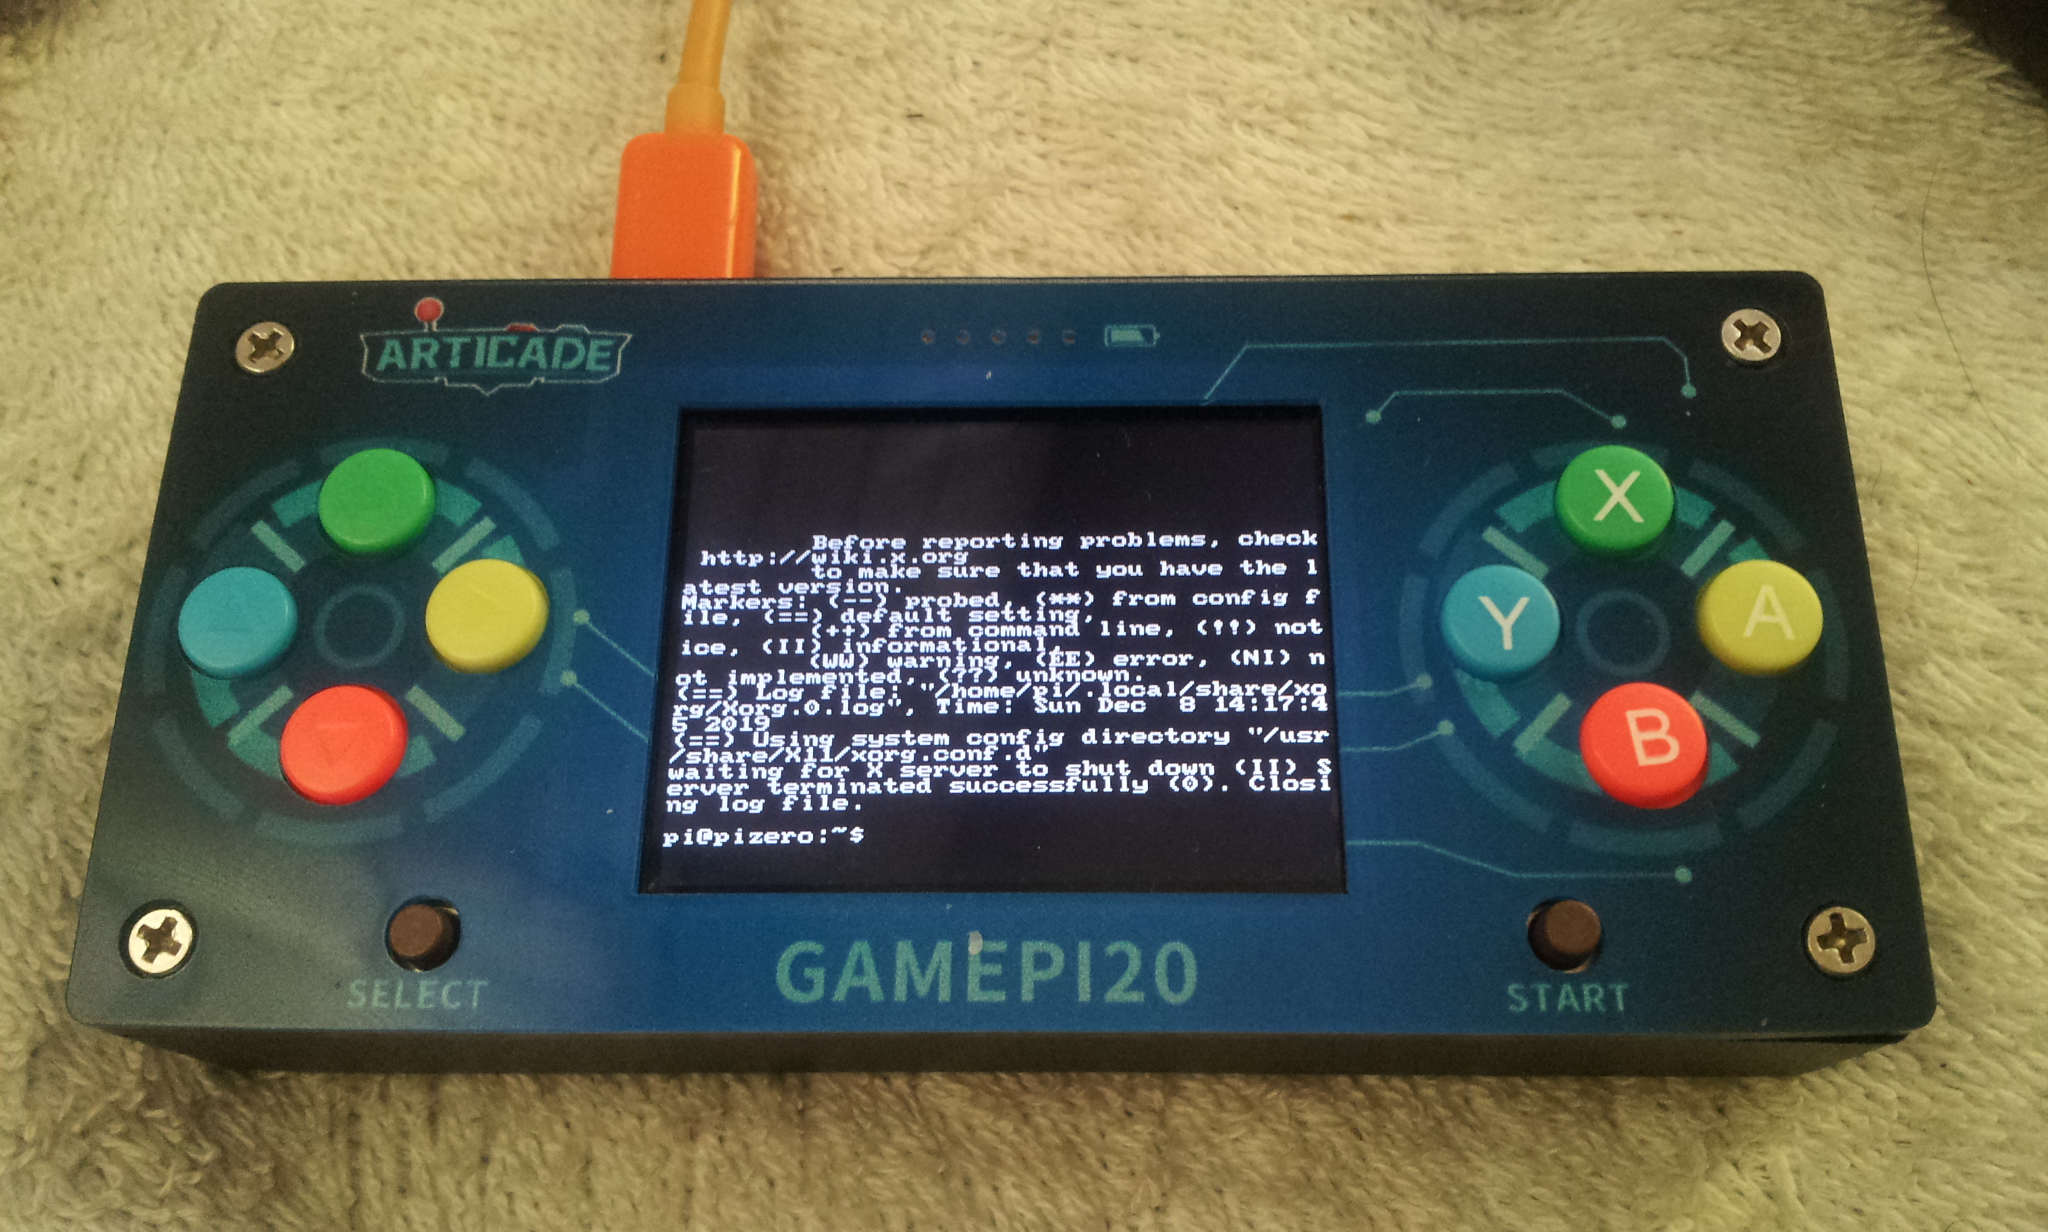 ARTICADE
Before reporting problems, check
http://wiki.x.org
to make sure that you have the l
atest version.
Markers: (--) probed, (**) from config f
ile, (==) default setting,
(++) from command line, (!!) not
ice, (II) informational,
(WW) warning, (EE) error, (NI) n
ot implemented, (??) unknown.
(==) Log file: "/home/pi/.local/share/xo
rg/Xorg.0.log", Time: Sun Dec  8 14:17:4
5 2019
(==) Using system config directory "/usr
/share/X11/xorg.conf.d"
waiting for X server to shut down (II) S
erver terminated successfully (0). Closi
ng log file.
pi@pizero:~$
X
Y
A
B
SELECT
GAMEPI20
START